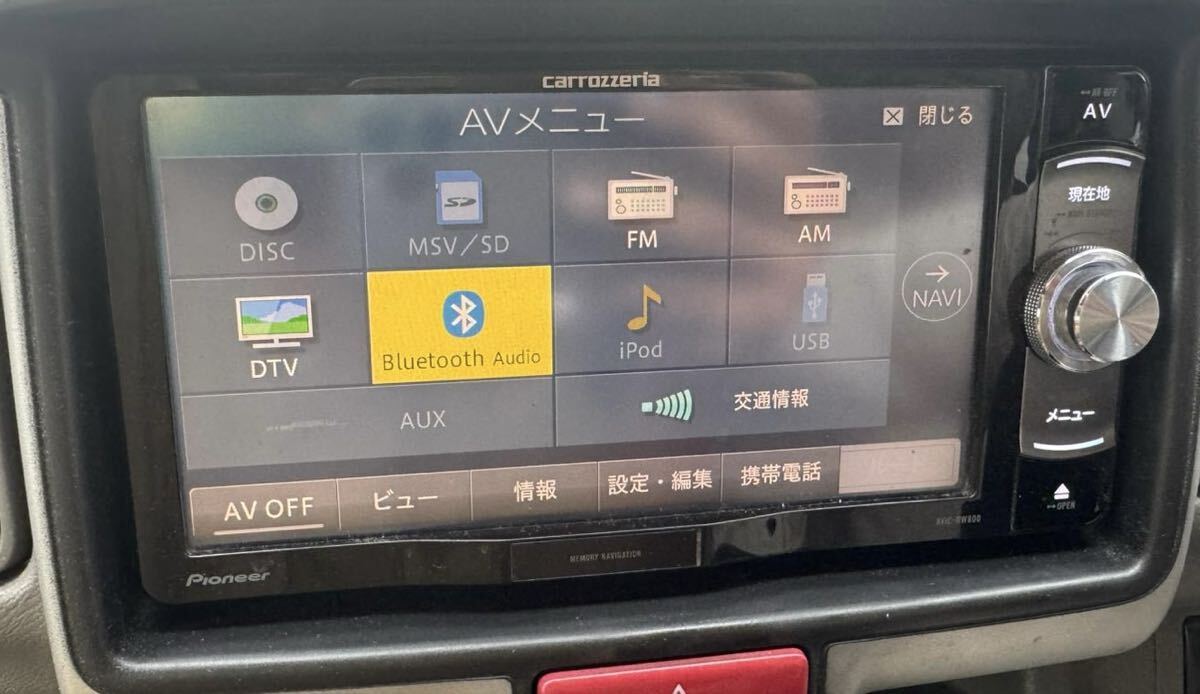 carrozzeria
AVメニュー
閉じる
AV
現在地
DISC
SD
MSV/SD
FM
AM
NAVI
DTV
Bluetooth Audio
iPod
USB
AUX
交通情報
メニュー
AV OFF
ビュー
情報
設定・編集
携帯電話
OPEN
Pioneer
MEMORY NAVIGATION